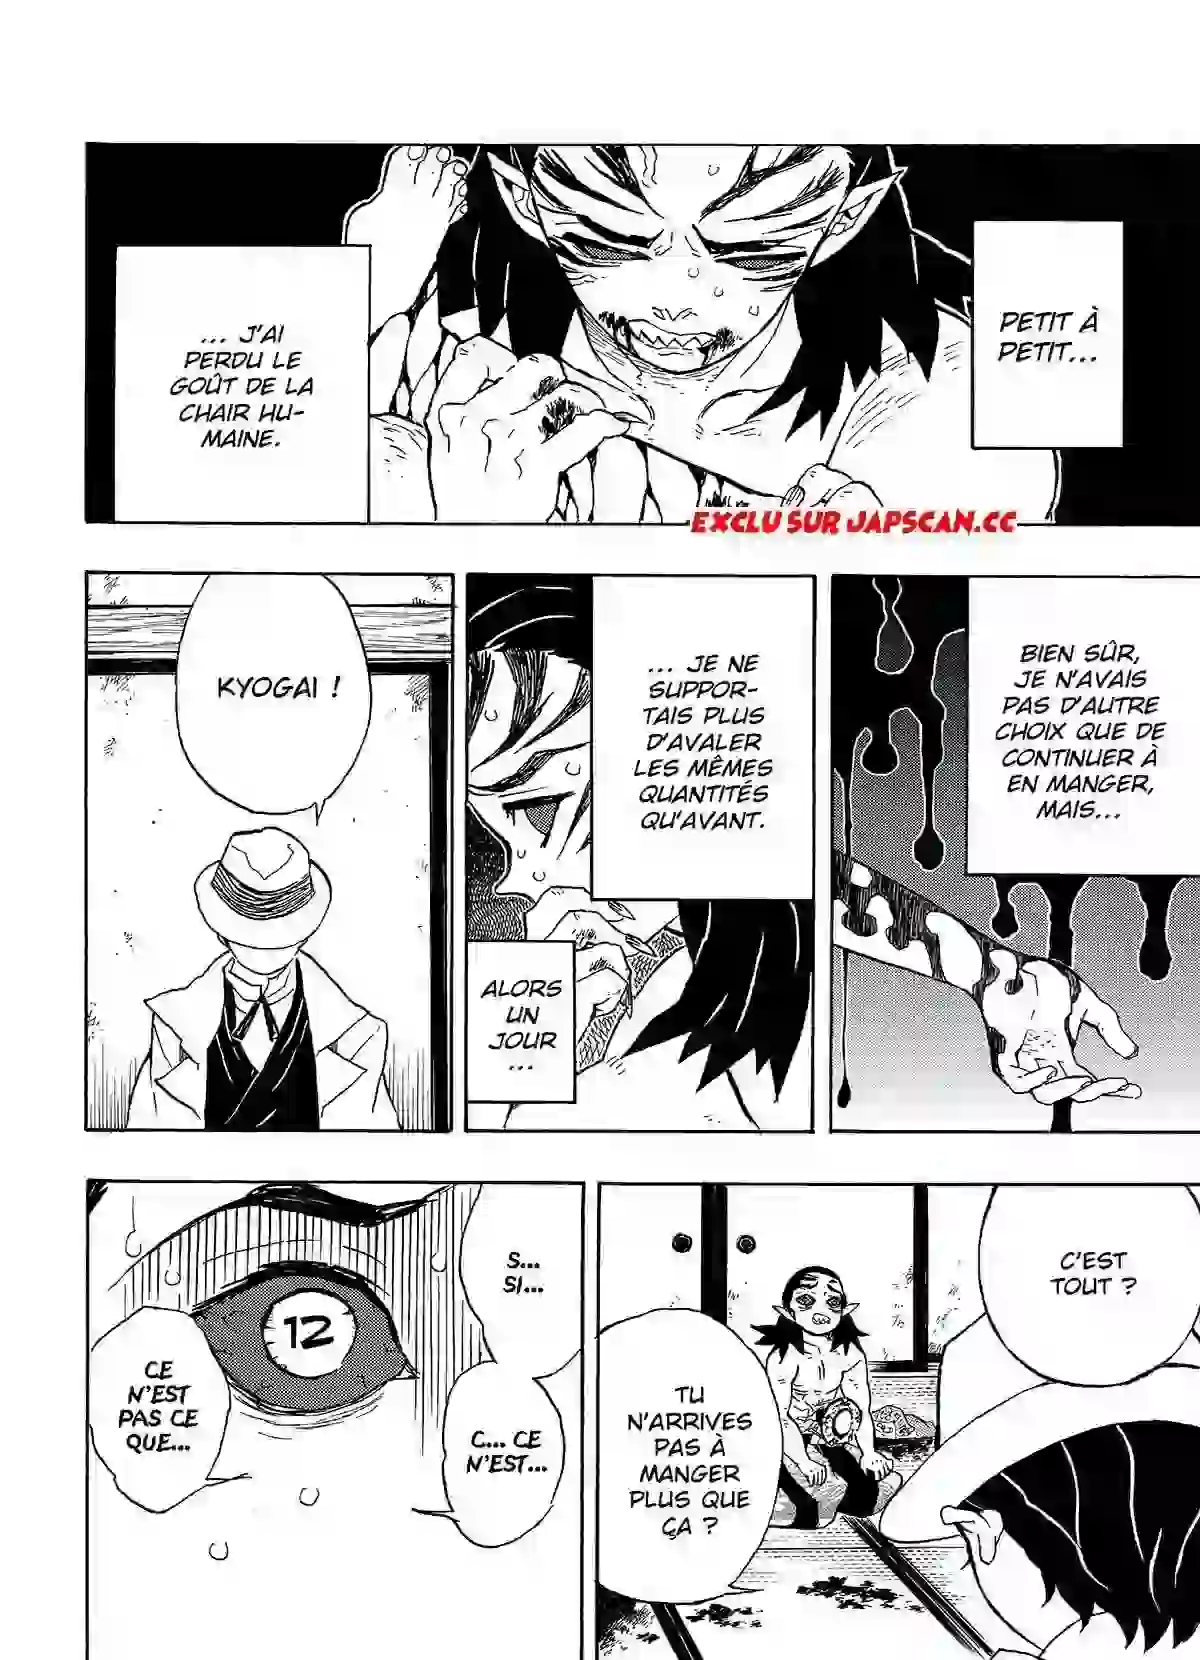 PETIT À
PETIT...
... J'AI
PERDU LE
GOÛT DE LA
CHAIR HU-
MAINE.
EXCLU SUR JAPSCAN.CC
BIEN SÛR,
JE N'AVAIS
PAS D'AUTRE
CHOIX QUE DE
CONTINUER À
EN MANGER,
MAIS...
... JE NE
SUPPOR-
TAIS PLUS
D'AVALER
LES MÊMES
QUANTITÉS
QU'AVANT.
ALORS
UN
JOUR
...
KYOGAI !
C'EST
TOUT ?
TU
N'ARRIVES
PAS À
MANGER
PLUS QUE
ÇA ?
S...
SI...
C... CE
N'EST...
12
CE
N'EST
PAS CE
QUE...